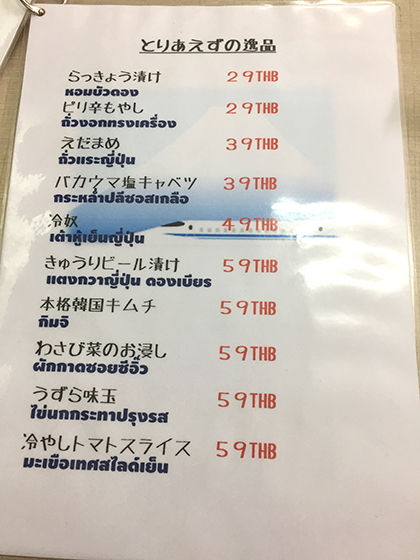 とりあえずの逸品
らっきょう漬け 29THB
หอมบัวดอง
ピリ辛もやし 29THB
ถั่วงอกทรงเครื่อง
えだまめ 39THB
ถั่วแระญี่ปุ่น
バカウマ塩キャベツ 39THB
กระหล่ำปลีซอสเกลือ
冷奴 49THB
เต้าหู้เย็นญี่ปุ่น
きゅうりビール漬け 59THB
แตงกวาญี่ปุ่น ดองเบียร
本格韓国キムチ 59THB
กิมจิ
わさび菜のお浸し 59THB
ผักกาดซอยซีอิ๊ว
うずら味玉 59THB
ไข่นกกระทาปรุงรส
冷やしトマトスライス 59THB
มะเขือเทศสไลด์เย็น